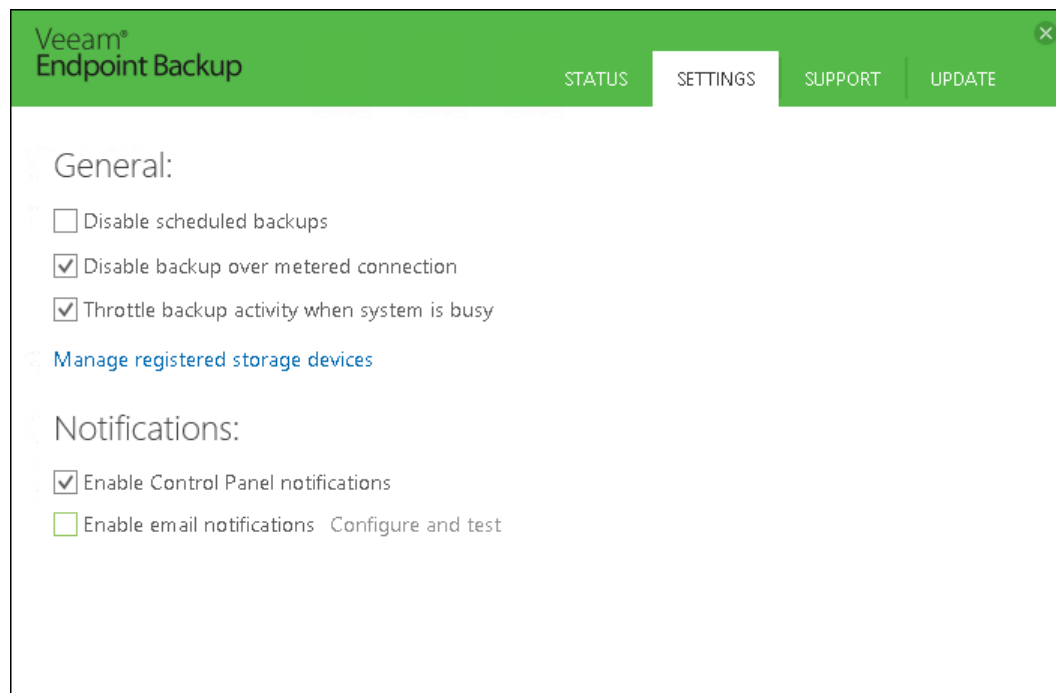 Veeam®
Endpoint Backup
STATUS SETTINGS SUPPORT UPDATE
General:
Disable scheduled backups
Disable backup over metered connection
Throttle backup activity when system is busy
Manage registered storage devices
Notifications:
Enable Control Panel notifications
Enable email notifications Configure and test